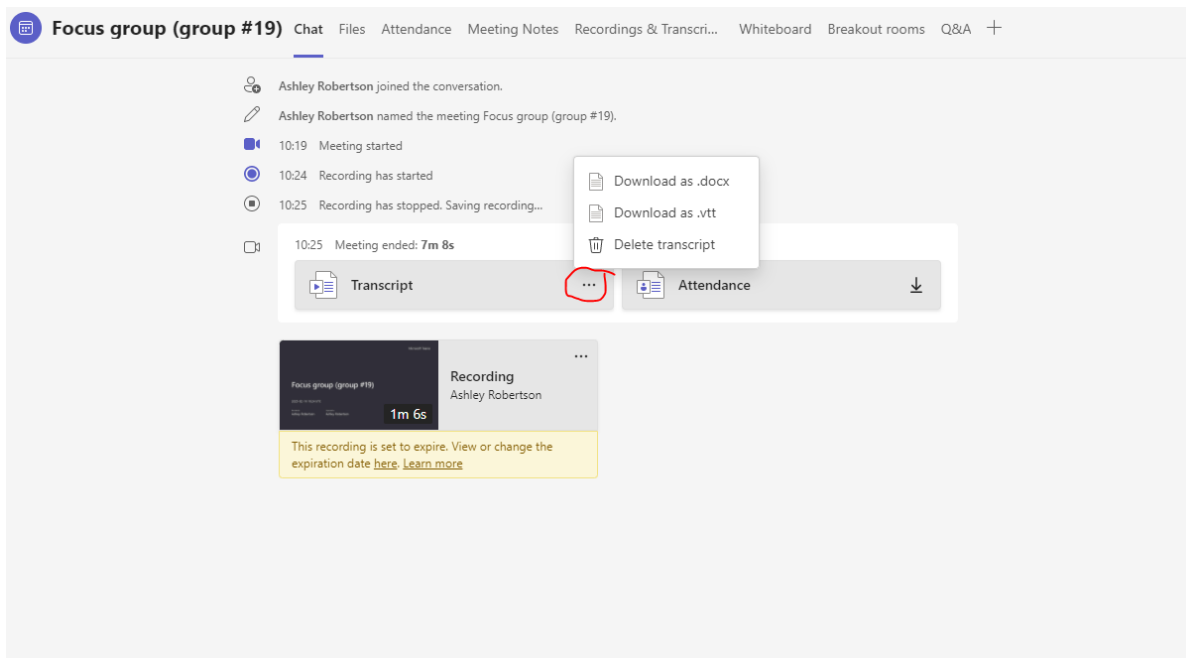 Focus group (group #19) Chat Files Attendance Meeting Notes Recordings & Transcri... Whiteboard Breakout rooms Q&A
Ashley Robertson joined the conversation.
Ashley Robertson named the meeting Focus group (group #19).
10:19 Meeting started
10:24 Recording has started
10:25 Recording has stopped. Saving recording...
Download as .docx
Download as .vtt
Delete transcript
10:25 Meeting ended: 7m 8s
Transcript
Attendance
Focus group (group #19)
1m 6s
Recording
Ashley Robertson
This recording is set to expire. View or change the
expiration date here. Learn more